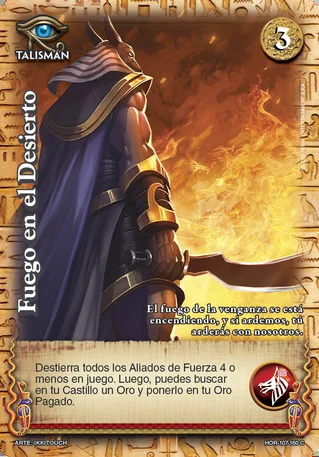 TALISMAN
3
Fuego en el Desierto
El fuego de la venganza se está
encendiendo, y si ardemos, tú
arderás con nosotros.
Destierra todos los Aliados de Fuerza 4 o
menos en juego. Luego, puedes buscar
en tu Castillo un Oro y ponerlo en tu Oro
Pagado.
ARTE: IKKITOUCH
HOR-107-160 C